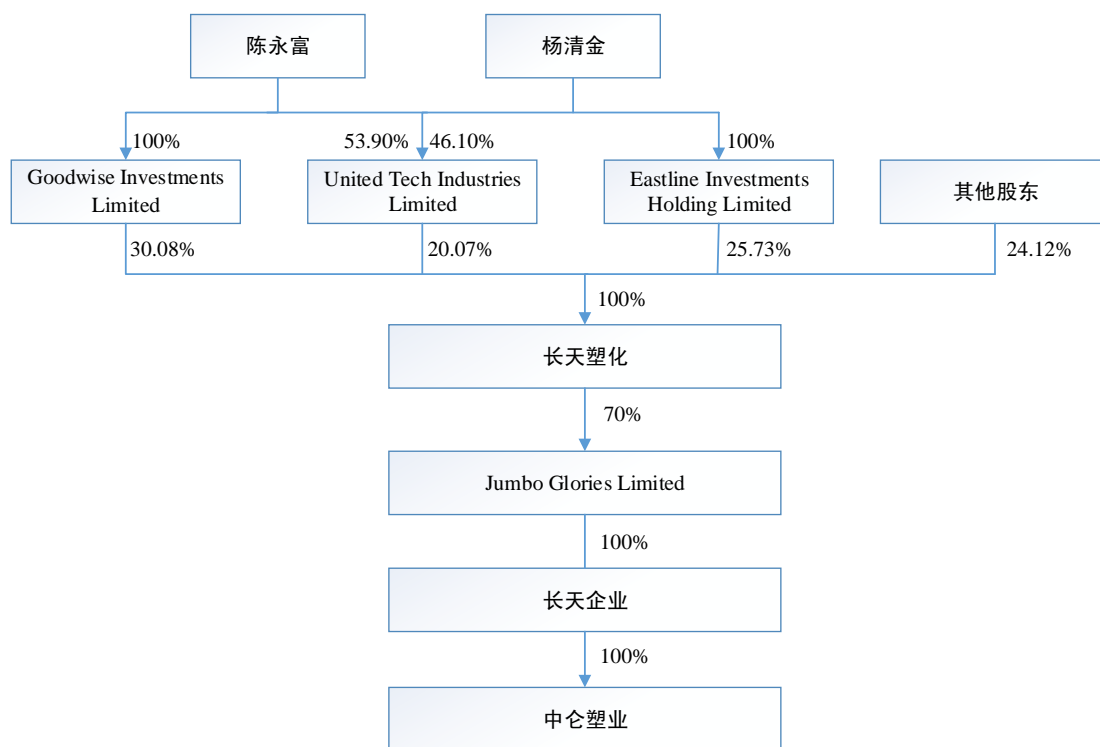 陈永富
杨清金
100%
53.90%
46.10%
100%
Goodwise Investments
Limited
United Tech Industries
Limited
Eastline Investments
Holding Limited
其他股东
30.08%
20.07%
25.73%
24.12%
100%
长天塑化
70%
Jumbo Glories Limited
100%
长天企业
100%
中仑塑业